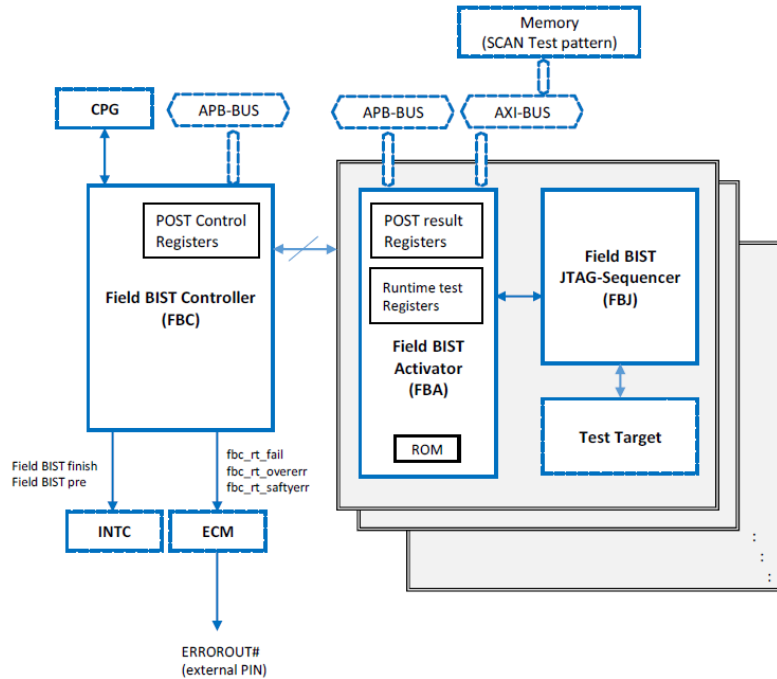 Memory
(SCAN Test pattern)
CPG
APB-BUS
APB-BUS
AXI-BUS
POST Control
Registers
Field BIST Controller
(FBC)
POST result
Registers
Runtime test
Registers
Field BIST
Activator
(FBA)
ROM
Field BIST
JTAG-Sequencer
(FBJ)
Test Target
Field BIST finish
Field BIST pre
fbc_rt_fail
fbc_rt_overerr
fbc_rt_saftyerr
INTC
ECM
ERROROUT#
(external PIN)
:
:
: